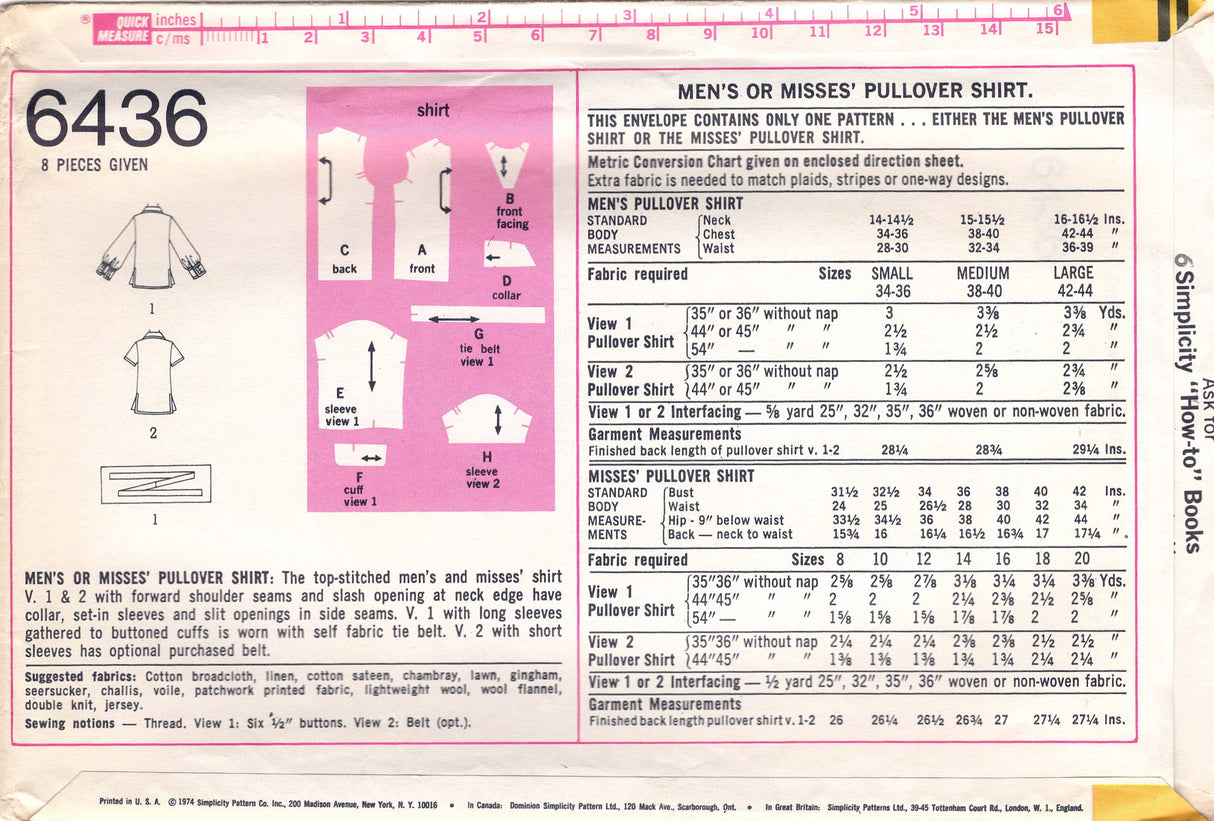 ® QUICK MEASURE inches 1 2 3 4 5 6
c/ms 1 2 3 4 5 6 7 8 9 10 11 12 13 14 15
6436
8 PIECES GIVEN
1
2
1
shirt
C
back
A
front
B
front
facing
D
collar
G
tie belt
view 1
E
sleeve
view 1
F
cuff
view 1
H
sleeve
view 2
MEN'S OR MISSES' PULLOVER SHIRT: The top-stitched men's and misses' shirt
V. 1 & 2 with forward shoulder seams and slash opening at neck edge have
collar, set-in sleeves and slit openings in side seams. V. 1 with long sleeves
gathered to buttoned cuffs is worn with self fabric tie belt. V. 2 with short
sleeves has optional purchased belt.
Suggested fabrics: Cotton broadcloth, linen, cotton sateen, chambray, lawn, gingham,
seersucker, challis, voile, patchwork printed fabric, lightweight wool, wool flannel,
double knit, jersey.
Sewing notions — Thread. View 1: Six ½" buttons. View 2: Belt (opt.).
MEN'S OR MISSES' PULLOVER SHIRT.
THIS ENVELOPE CONTAINS ONLY ONE PATTERN . . . EITHER THE MEN'S PULLOVER
SHIRT OR THE MISSES' PULLOVER SHIRT.
Metric Conversion Chart given on enclosed direction sheet.
Extra fabric is needed to match plaids, stripes or one-way designs.
MEN'S PULLOVER SHIRT
STANDARD Neck 14-14½ 15-15½ 16-16½ Ins.
BODY Chest 34-36 38-40 42-44 "
MEASUREMENTS Waist 28-30 32-34 36-39 "
Fabric required Sizes SMALL MEDIUM LARGE
34-36 38-40 42-44
View 1 35" or 36" without nap 3 3⅜ 3⅜ Yds.
Pullover Shirt 44" or 45" " " 2½ 2½ 2¾ "
54" — " " 1¾ 2 2 "
View 2 35" or 36" without nap 2½ 2⅝ 2¾ "
Pullover Shirt 44" or 45" " " 1¾ 2 2⅜ "
View 1 or 2 Interfacing — ⅝ yard 25", 32", 35", 36" woven or non-woven fabric.
Garment Measurements
Finished back length of pullover shirt v. 1-2 28¼ 28¾ 29¼ Ins.
MISSES' PULLOVER SHIRT
STANDARD Bust 31½ 32½ 34 36 38 40 42 Ins.
BODY Waist 24 25 26½ 28 30 32 34 "
MEASURE- Hip - 9" below waist 33½ 34½ 36 38 40 42 44 "
MENTS Back — neck to waist 15¾ 16 16¼ 16½ 16¾ 17 17¼ " .
Fabric required Sizes 8 10 12 14 16 18 20
View 1 35"36" without nap 2⅝ 2⅝ 2⅞ 3⅛ 3¼ 3¼ 3⅜ Yds.
Pullover Shirt 44"45" " " 2 2 2 2¼ 2⅜ 2½ 2⅝ "
54" — " " 1⅝ 1⅝ 1⅝ 1⅞ 1⅞ 2 2 "
View 2 35"36" without nap 2¼ 2¼ 2¼ 2⅜ 2⅜ 2½ 2½ "
Pullover Shirt 44"45" " " 1⅜ 1⅜ 1⅜ 1¾ 1¾ 2¼ 2¼ "
View 1 or 2 Interfacing — ½ yard 25", 32", 35", 36" woven or non-woven fabric.
Garment Measurements
Finished back length pullover shirt v. 1-2 26 26¼ 26½ 26¾ 27 27¼ 27¼ Ins.
ASK for
6 Simplicity "How-to" Books
Printed in U. S. A. © 1974 Simplicity Pattern Co. Inc., 200 Madison Avenue, New York, N. Y. 10016 • In Canada: Dominion Simplicity Pattern Ltd., 120 Mack Ave., Scarborough, Ont. • In Great Britain: Simplicity Patterns Ltd., 39-45 Tottenham Court Rd., London, W. 1., England.